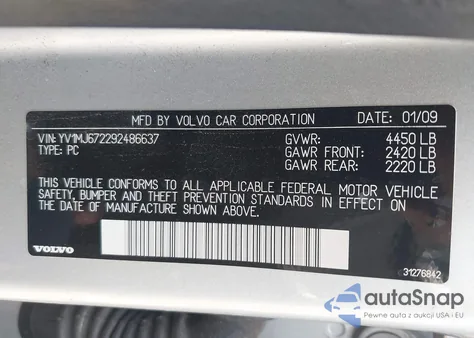 MFD BY VOLVO CAR CORPORATION DATE: 01/09
VIN: YV1MJ672292486637 GVWR: 4450 LB
TYPE: PC GAWR FRONT: 2420 LB
GAWR REAR: 2220 LB
THIS VEHICLE CONFORMS TO ALL APPLICABLE FEDERAL MOTOR VEHICLE
SAFETY, BUMPER AND THEFT PREVENTION STANDARDS IN EFFECT ON
THE DATE OF MANUFACTURE SHOWN ABOVE.
VOLVO
31276842
autoSnap
Pewne auta z aukcji USA i EU